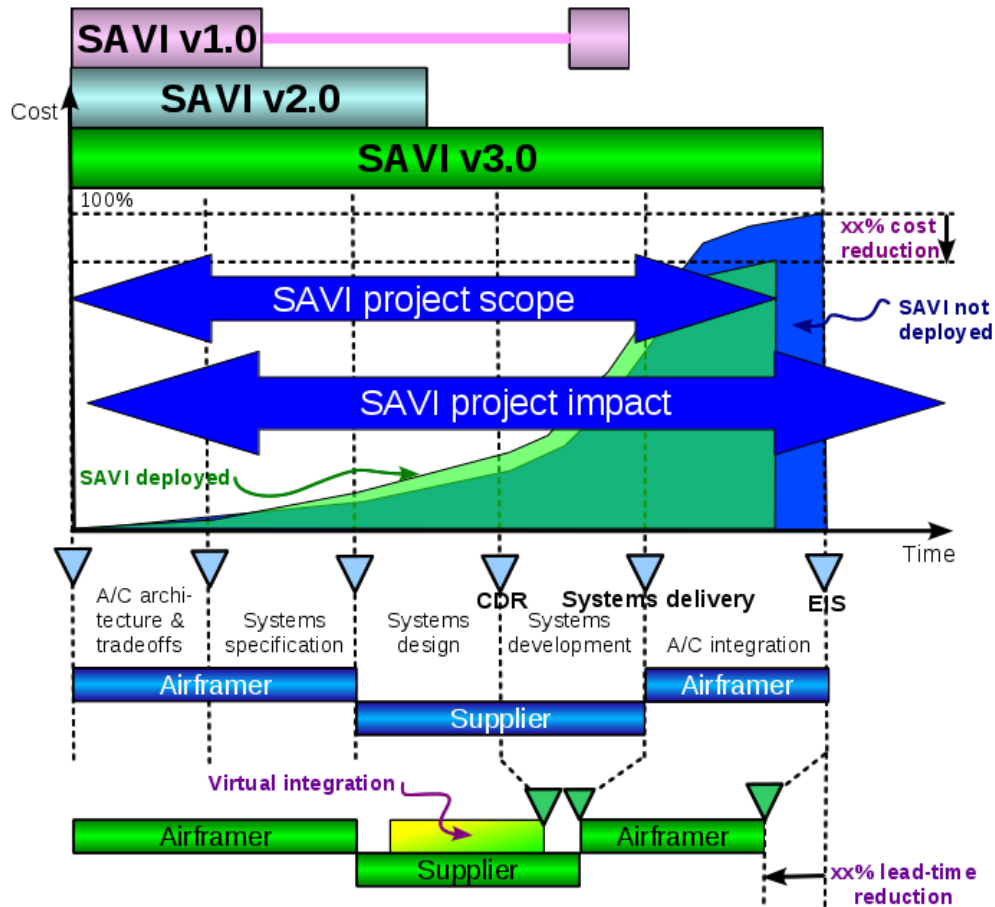 SAVI v1.0
SAVI v2.0
Cost
SAVI v3.0
100%
xx% cost
reduction
SAVI project scope
SAVI not
deployed
SAVI project impact
SAVI deployed
Time
CDR
Systems delivery
EIS
A/C archi-
tecture &
tradeoffs
Systems
specification
Systems
design
Systems
development
A/C integration
Airframer
Airframer
Supplier
Virtual integration
Airframer
Airframer
Supplier
xx% lead-time
reduction